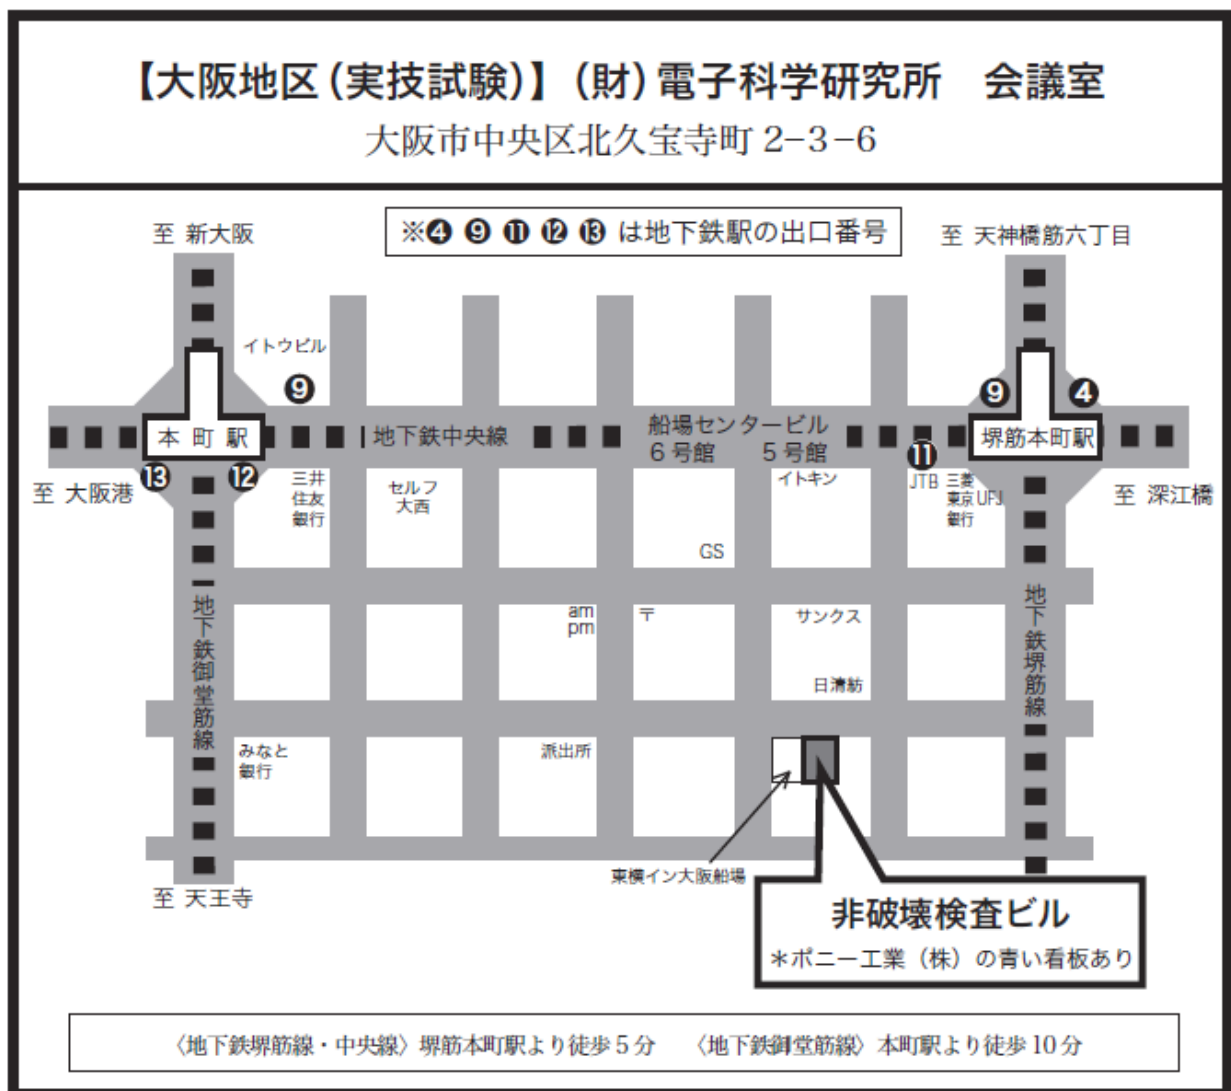 【大阪地区(実技試験)】(財)電子科学研究所 会議室
大阪市中央区北久宝寺町 2-3-6
至 新大阪
※❹ ❾ ⓫ ⓬ ⓭ は地下鉄駅の出口番号
至 天神橋筋六丁目
イトウビル
❾
❾
❹
本町駅
地下鉄中央線
船場センタービル
6号館 5号館
堺筋本町駅
⓭
⓬
⓫
至 大阪港
三井
住友
銀行
セルフ
大西
イトキン
JTB
三菱
東京UFJ
銀行
至 深江橋
GS
地下鉄御堂筋線
am
pm
〒
サンクス
地下鉄堺筋線
日清紡
みなと
銀行
派出所
東横イン大阪船場
至 天王寺
非破壊検査ビル
*ポニー工業(株)の青い看板あり
〈地下鉄堺筋線・中央線〉堺筋本町駅より徒歩5分 〈地下鉄御堂筋線〉本町駅より徒歩10分